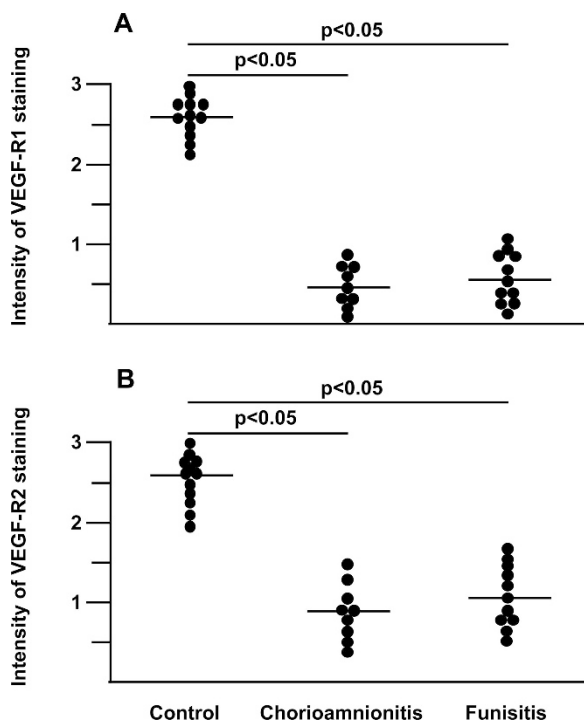 A
p<0.05
p<0.05
Intensity of VEGF-R1 staining
3
2
1
B
p<0.05
p<0.05
Intensity of VEGF-R2 staining
3
2
1
Control Chorioamnionitis Funisitis